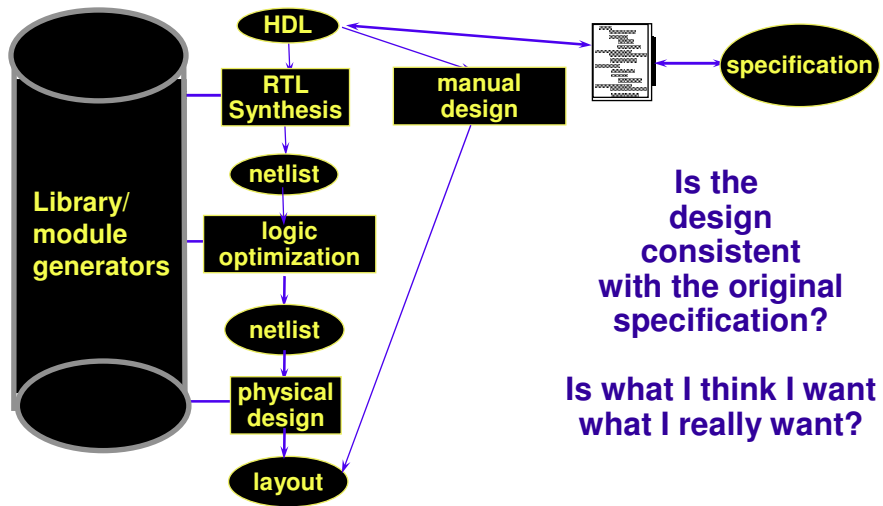 HDL
specification
RTL
Synthesis
manual
design
netlist
Library/
module
generators
logic
optimization
netlist
physical
design
layout
Is the
design
consistent
with the original
specification?
Is what I think I want
what I really want?